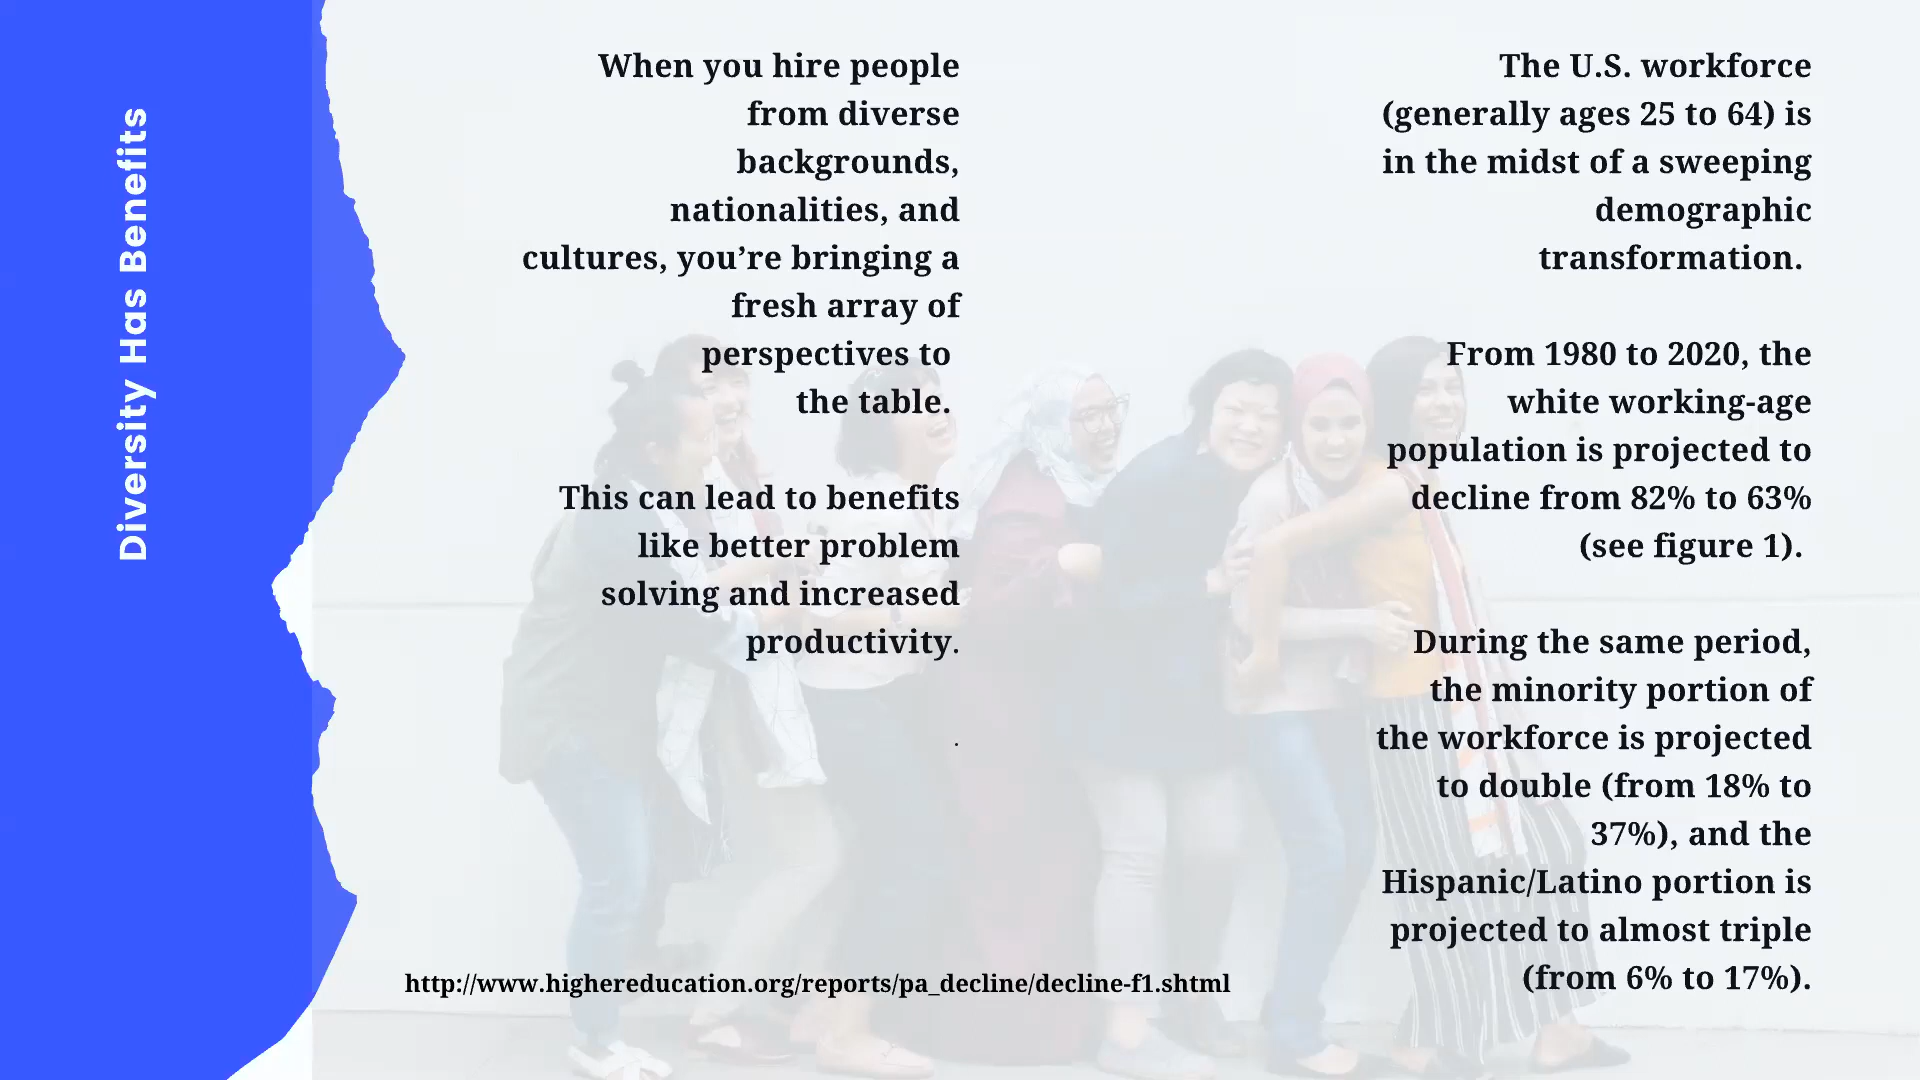 Diversity Has Benefits
When you hire people
from diverse
backgrounds,
nationalities, and
cultures, you’re bringing a
fresh array of
perspectives to
the table.
This can lead to benefits
like better problem
solving and increased
productivity.
.
The U.S. workforce
(generally ages 25 to 64) is
in the midst of a sweeping
demographic
transformation.
From 1980 to 2020, the
white working-age
population is projected to
decline from 82% to 63%
(see figure 1).
During the same period,
the minority portion of
the workforce is projected
to double (from 18% to
37%), and the
Hispanic/Latino portion is
projected to almost triple
(from 6% to 17%).
http://www.highereducation.org/reports/pa_decline/decline-f1.shtml